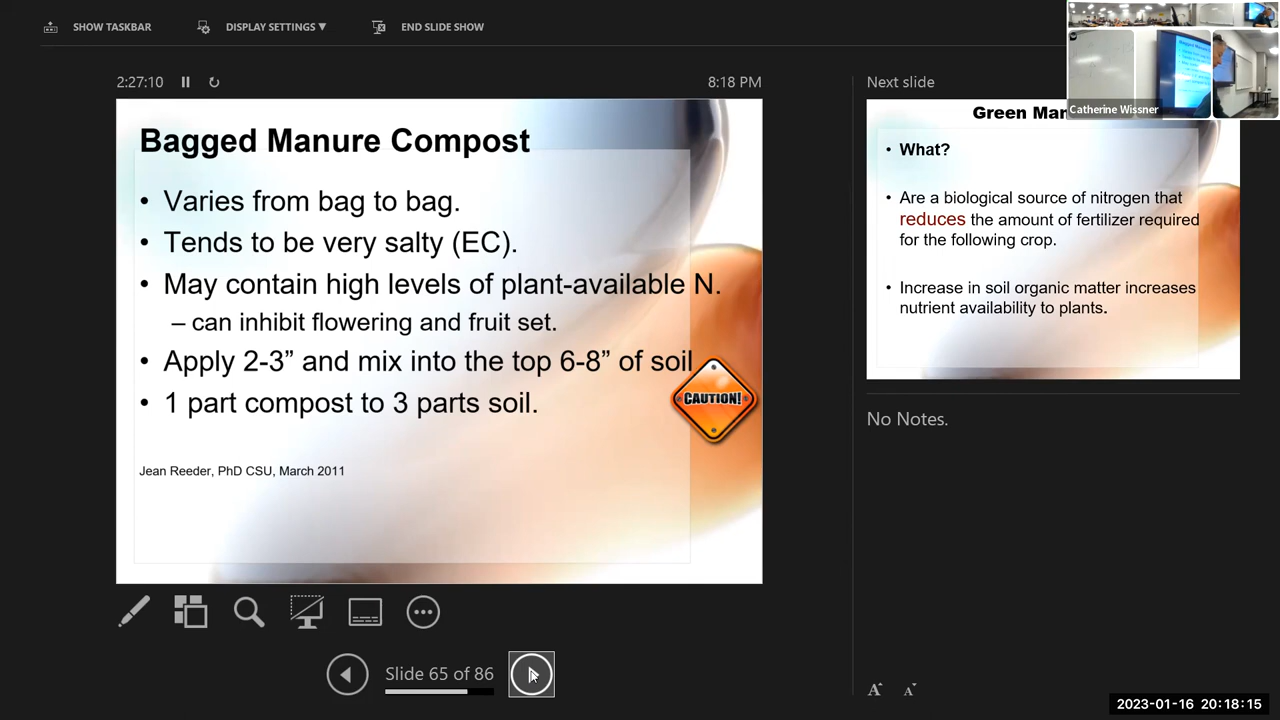 SHOW TASKBAR
DISPLAY SETTINGS ▼
END SLIDE SHOW
2:27:10
8:18 PM
Bagged Manure Compost
• Varies from bag to bag.
• Tends to be very salty (EC).
• May contain high levels of plant-available N.
– can inhibit flowering and fruit set.
• Apply 2-3” and mix into the top 6-8” of soil
• 1 part compost to 3 parts soil.
CAUTION!
Jean Reeder, PhD CSU, March 2011
Slide 65 of 86
Next slide
Catherine Wissner
Green Man
• What?
• Are a biological source of nitrogen that
reduces the amount of fertilizer required
for the following crop.
• Increase in soil organic matter increases
nutrient availability to plants.
No Notes.
A A
2023-01-16 20:18:15